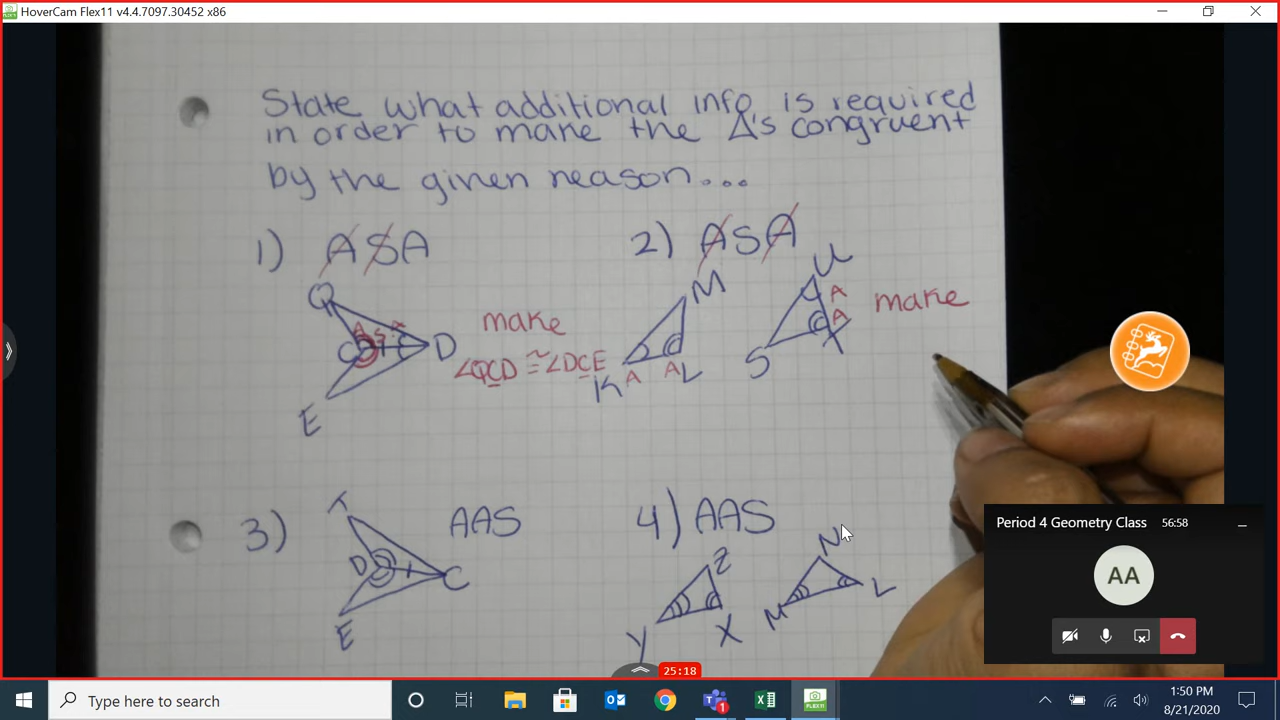 HoverCam Flex11 v4.4.7097.30452 x86
State what additional info is required
in order to make the Δ's congruent
by the given reason...
1) ASA
2) ASA
Q
A S A
C
D
E
make
∠QCD ≅ ∠DCE
M
K
A
A
L
U
A
A
S
make
3)
AAS
D
C
E
4) AAS
Z
Y
X
N
M
L
Period 4 Geometry Class 56:58
AA
25:18
Type here to search
FLEX11
1
1:50 PM
8/21/2020